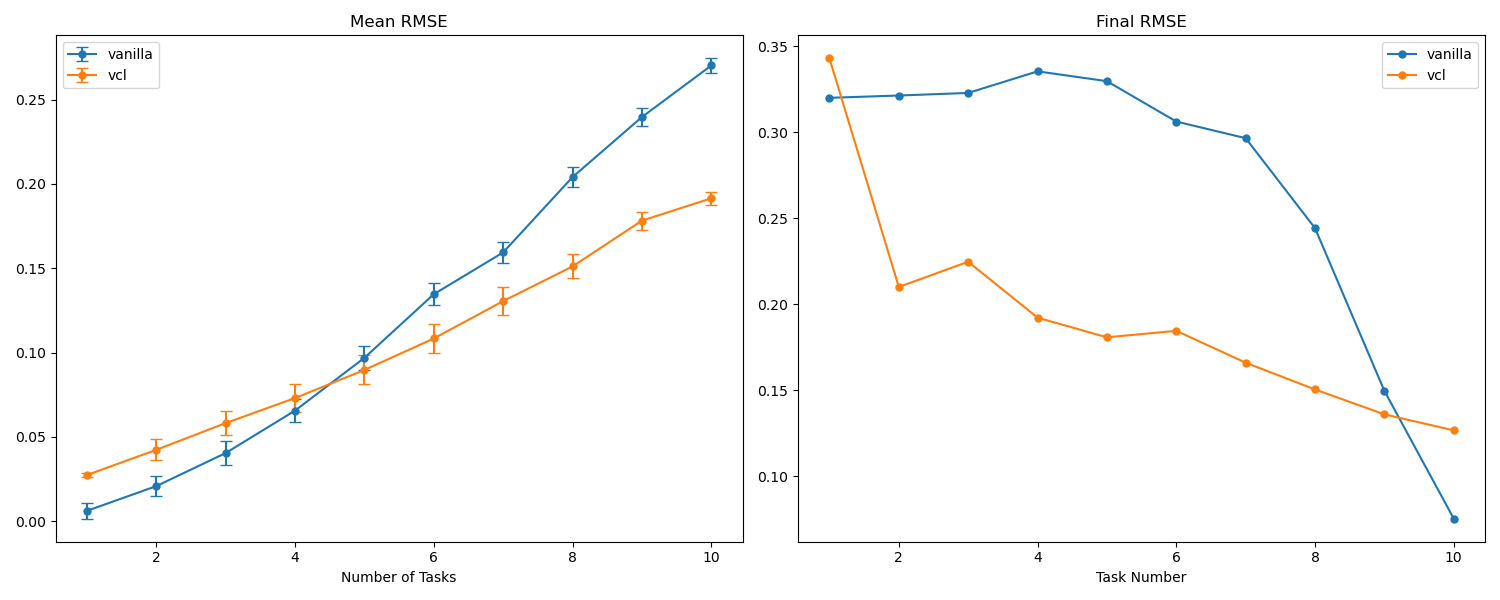 Mean RMSE
vanilla
vcl
0.25
0.20
0.15
0.10
0.05
0.00
2 4 6 8 10
Number of Tasks
Final RMSE
vanilla
vcl
0.35
0.30
0.25
0.20
0.15
0.10
2 4 6 8 10
Task Number